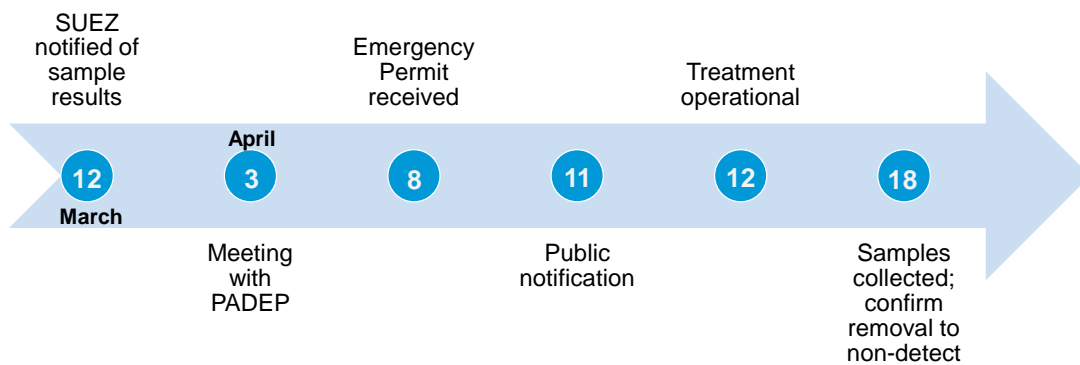 SUEZ
notified of
sample
results
12
March
April
3
Meeting
with
PADEP
Emergency
Permit
received
8
11
Public
notification
Treatment
operational
12
18
Samples
collected;
confirm
removal to
non-detect